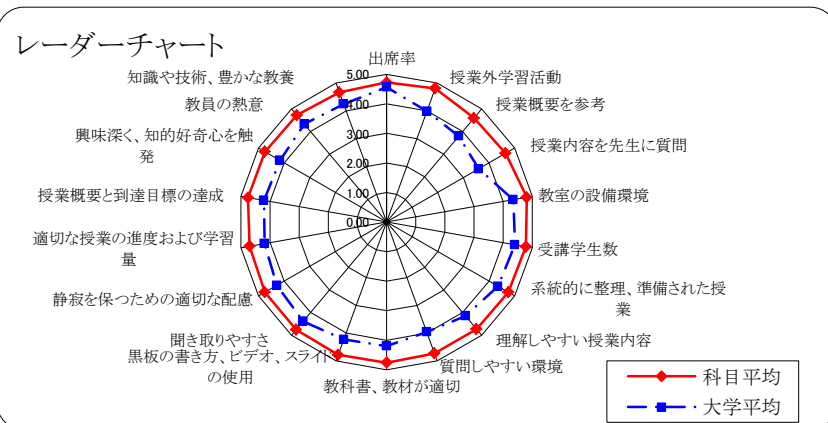 レーダーチャート
出席率
授業外学習活動
授業概要を参考
授業内容を先生に質問
教室の設備環境
受講学生数
系統的に整理、準備された授
業
理解しやすい授業内容
質問しやすい環境
教科書、教材が適切
黒板の書き方、ビデオ、スライド
の使用
聞き取りやすさ
静寂を保つための適切な配慮
適切な授業の進度および学習
量
授業概要と到達目標の達成
興味深く、知的好奇心を触
発
教員の熱意
知識や技術、豊かな教養
5.00
4.00
3.00
2.00
1.00
0.00
科目平均
大学平均